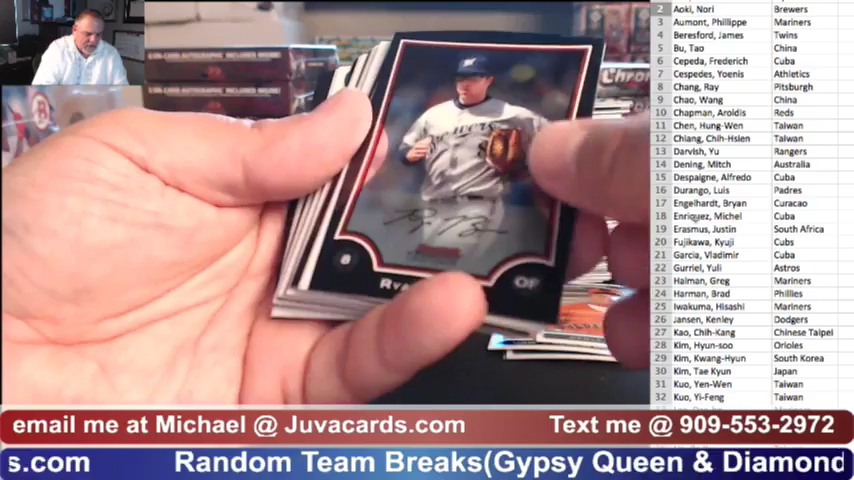 2 Aoki, Nori Brewers
3 Aumont, Phillippe Mariners
4 Beresford, James Twins
5 Bu, Tao China
6 Cepeda, Frederich Cuba
7 Cespedes, Yoenis Athletics
8 Chang, Ray Pitsburgh
9 Chao, Wang China
10 Chapman, Aroldis Reds
11 Chen, Hung-Wen Taiwan
12 Chiang, Chih-Hsien Taiwan
13 Darvish, Yu Rangers
14 Dening, Mitch Australia
15 Despaigne, Alfredo Cuba
16 Durango, Luis Padres
17 Engelhardt, Bryan Curacao
18 Enriquez, Michel Cuba
19 Erasmus, Justin South Africa
20 Fujikawa, Kyuji Cubs
21 Garcia, Vladimir Cuba
22 Gurriel, Yuli Astros
23 Halman, Greg Mariners
24 Harman, Brad Phillies
25 Iwakuma, Hisashi Mariners
26 Jansen, Kenley Dodgers
27 Kao, Chih-Kang Chinese Taipei
28 Kim, Hyun-soo Orioles
29 Kim, Kwang-Hyun South Korea
30 Kim, Tae Kyun Japan
31 Kuo, Yen-Wen Taiwan
32 Kuo, Yi-Feng Taiwan
8 OF
email me at Michael @ Juvacards.com Text me @ 909-553-2972
s.com Random Team Breaks(Gypsy Queen & Diamond